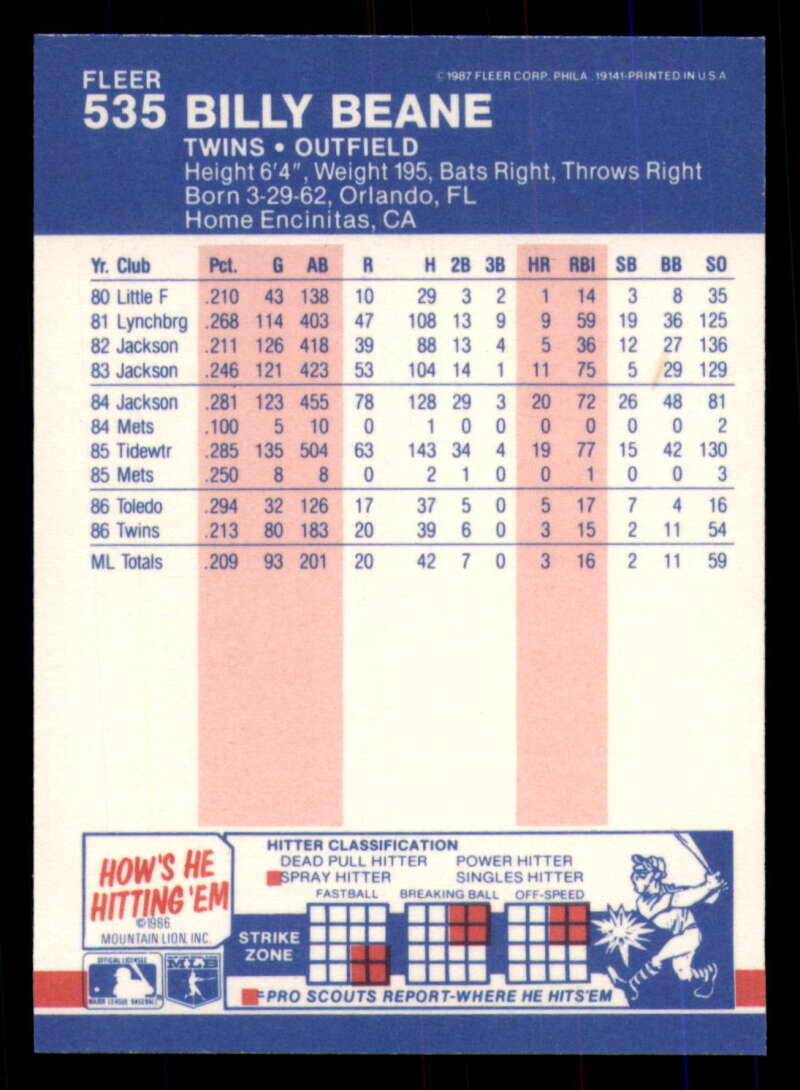 FLEER
© 1987 FLEER CORP. PHILA., 19141-PRINTED IN U.S.A
535 BILLY BEANE
TWINS • OUTFIELD
Height 6'4", Weight 195, Bats Right, Throws Right
Born 3-29-62, Orlando, FL
Home Encinitas, CA
Yr. Club Pct. G AB R H 2B 3B HR RBI SB BB SO
80 Little F .210 43 138 10 29 3 2 1 14 3 8 35
81 Lynchbrg .268 114 403 47 108 13 9 9 59 19 36 125
82 Jackson .211 126 418 39 88 13 4 5 36 12 27 136
83 Jackson .246 121 423 53 104 14 1 11 75 5 29 129
84 Jackson .281 123 455 78 128 29 3 20 72 26 48 81
84 Mets .100 5 10 0 1 0 0 0 0 0 0 2
85 Tidewtr .285 135 504 63 143 34 4 19 77 15 42 130
85 Mets .250 8 8 0 2 1 0 0 1 0 0 3
86 Toledo .294 32 126 17 37 5 0 5 17 7 4 16
86 Twins .213 80 183 20 39 6 0 3 15 2 11 54
ML Totals .209 93 201 20 42 7 0 3 16 2 11 59
HOW'S HE
HITTING 'EM
©1986
MOUNTAIN LION, INC.
HITTER CLASSIFICATION
DEAD PULL HITTER POWER HITTER
SPRAY HITTER SINGLES HITTER
FASTBALL BREAKING BALL OFF-SPEED
STRIKE
ZONE
OFFICIAL LICENSEE
MAJOR LEAGUE BASEBALL
MLB
=PRO SCOUTS REPORT-WHERE HE HITS'EM